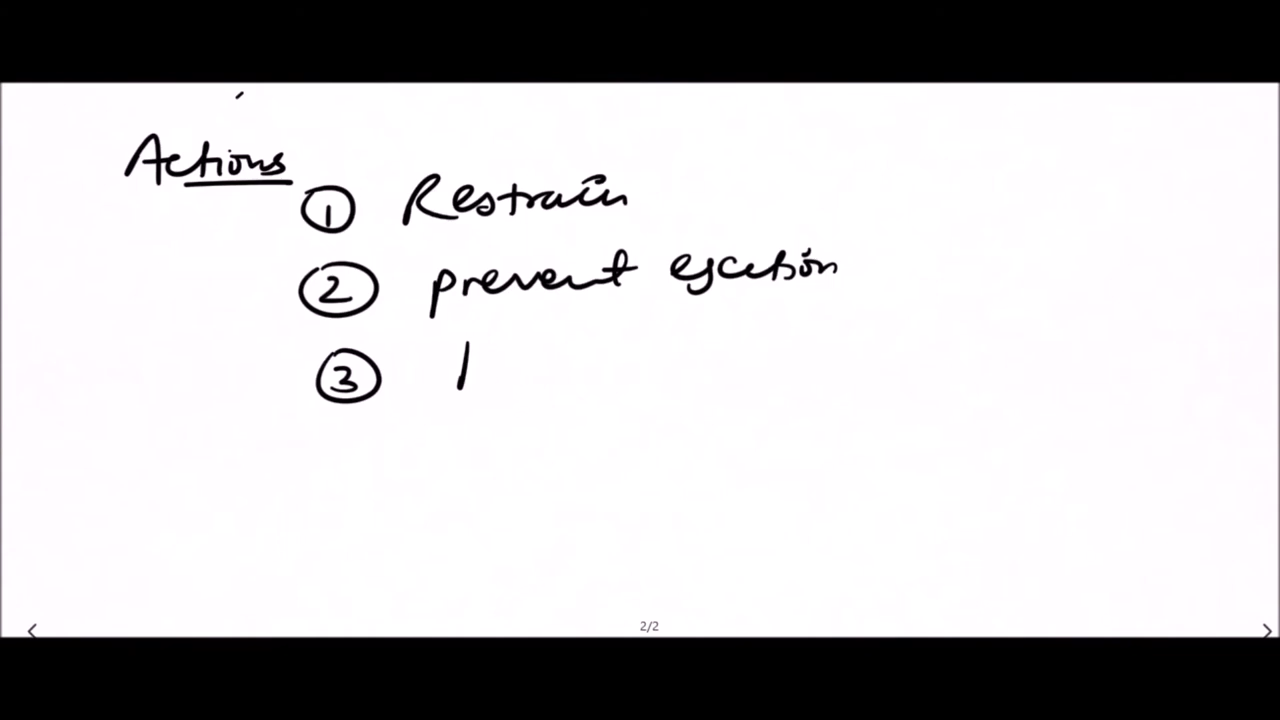 Actions
① Restrain
② prevent ejection
③
2/2